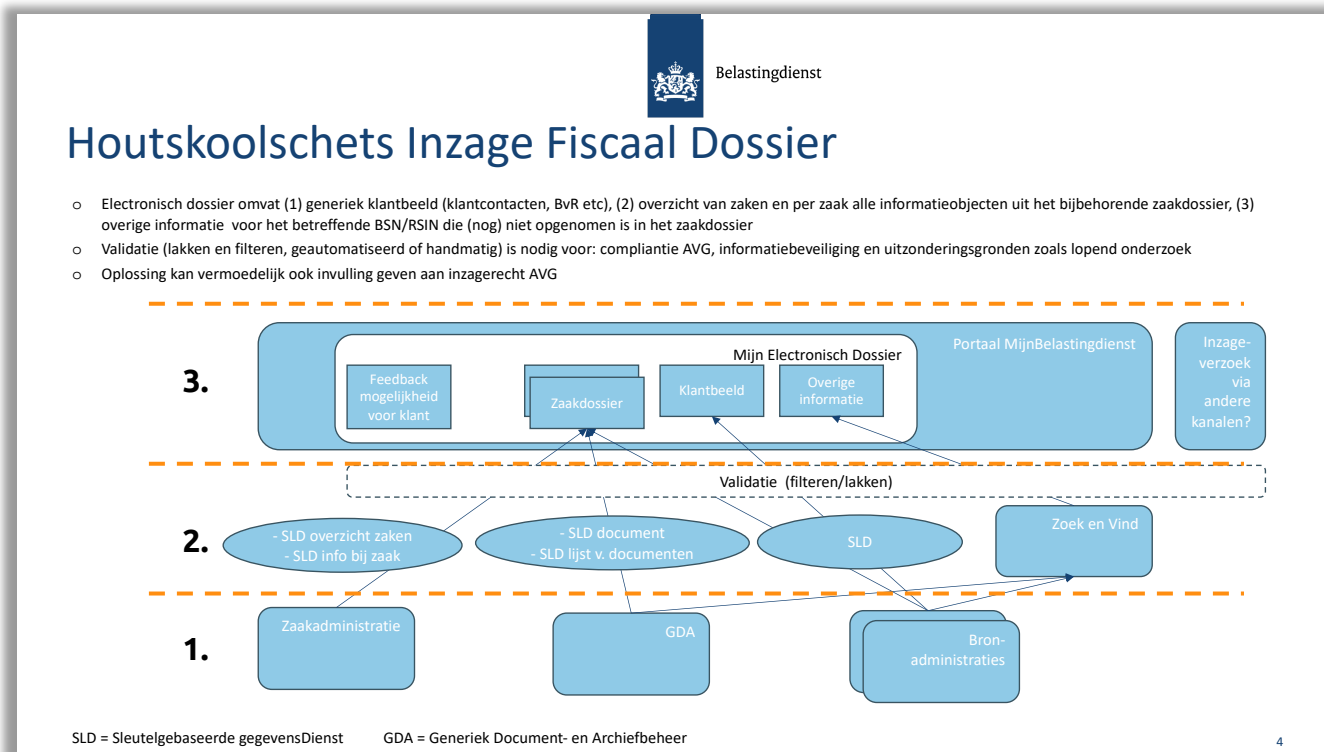 Belastingdienst
Houtskoolschets Inzage Fiscaal Dossier
o Electronisch dossier omvat (1) generiek klantbeeld (klantcontacten, BvR etc), (2) overzicht van zaken en per zaak alle informatieobjecten uit het bijbehorende zaakdossier, (3)
overige informatie voor het betreffende BSN/RSIN die (nog) niet opgenomen is in het zaakdossier
o Validatie (lakken en filteren, geautomatiseerd of handmatig) is nodig voor: compliantie AVG, informatiebeveiliging en uitzonderingsgronden zoals lopend onderzoek
o Oplossing kan vermoedelijk ook invulling geven aan inzagerecht AVG
3.
Portaal MijnBelastingdienst
Mijn Electronisch Dossier
Feedback
mogelijkheid
voor klant
Zaakdossier
Klantbeeld
Overige
informatie
Inzage-
verzoek
via
andere
kanalen?
Validatie (filteren/lakken)
2.
- SLD overzicht zaken
- SLD info bij zaak
- SLD document
- SLD lijst v. documenten
SLD
Zoek en Vind
1.
Zaakadministratie
GDA
Bron-
administraties
SLD = Sleutelgebaseerde gegevensDienst GDA = Generiek Document- en Archiefbeheer
4